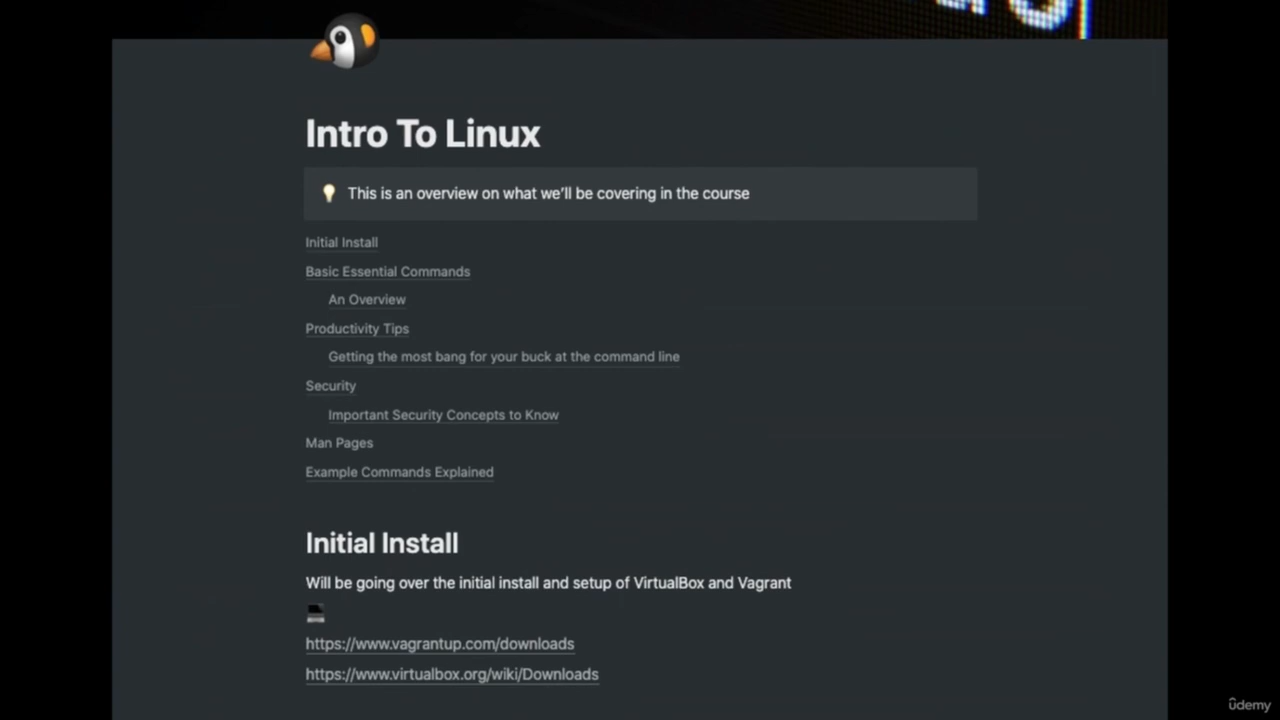 Intro To Linux
This is an overview on what we'll be covering in the course
Initial Install
Basic Essential Commands
An Overview
Productivity Tips
Getting the most bang for your buck at the command line
Security
Important Security Concepts to Know
Man Pages
Example Commands Explained
Initial Install
Will be going over the initial install and setup of VirtualBox and Vagrant
https://www.vagrantup.com/downloads
https://www.virtualbox.org/wiki/Downloads
ûdemy